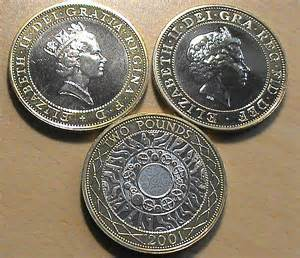 ELIZABETH·II·DEI·GRATIA·REGINA·F·D·
ELIZABETH·II·DEI·GRA·REG·FID·DEF·
TWO POUNDS
2001